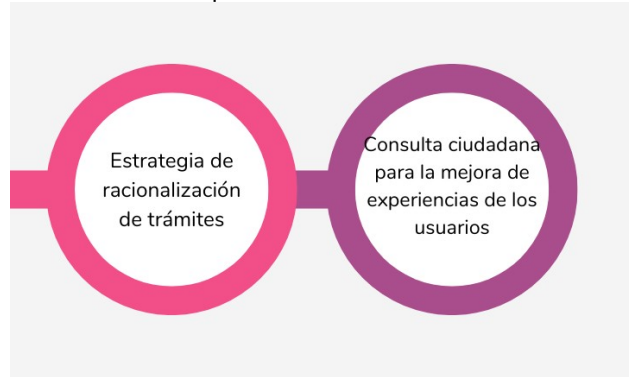 Estrategia de
racionalización
de trámites
Consulta ciudadana
para la mejora de
experiencias de los
usuarios